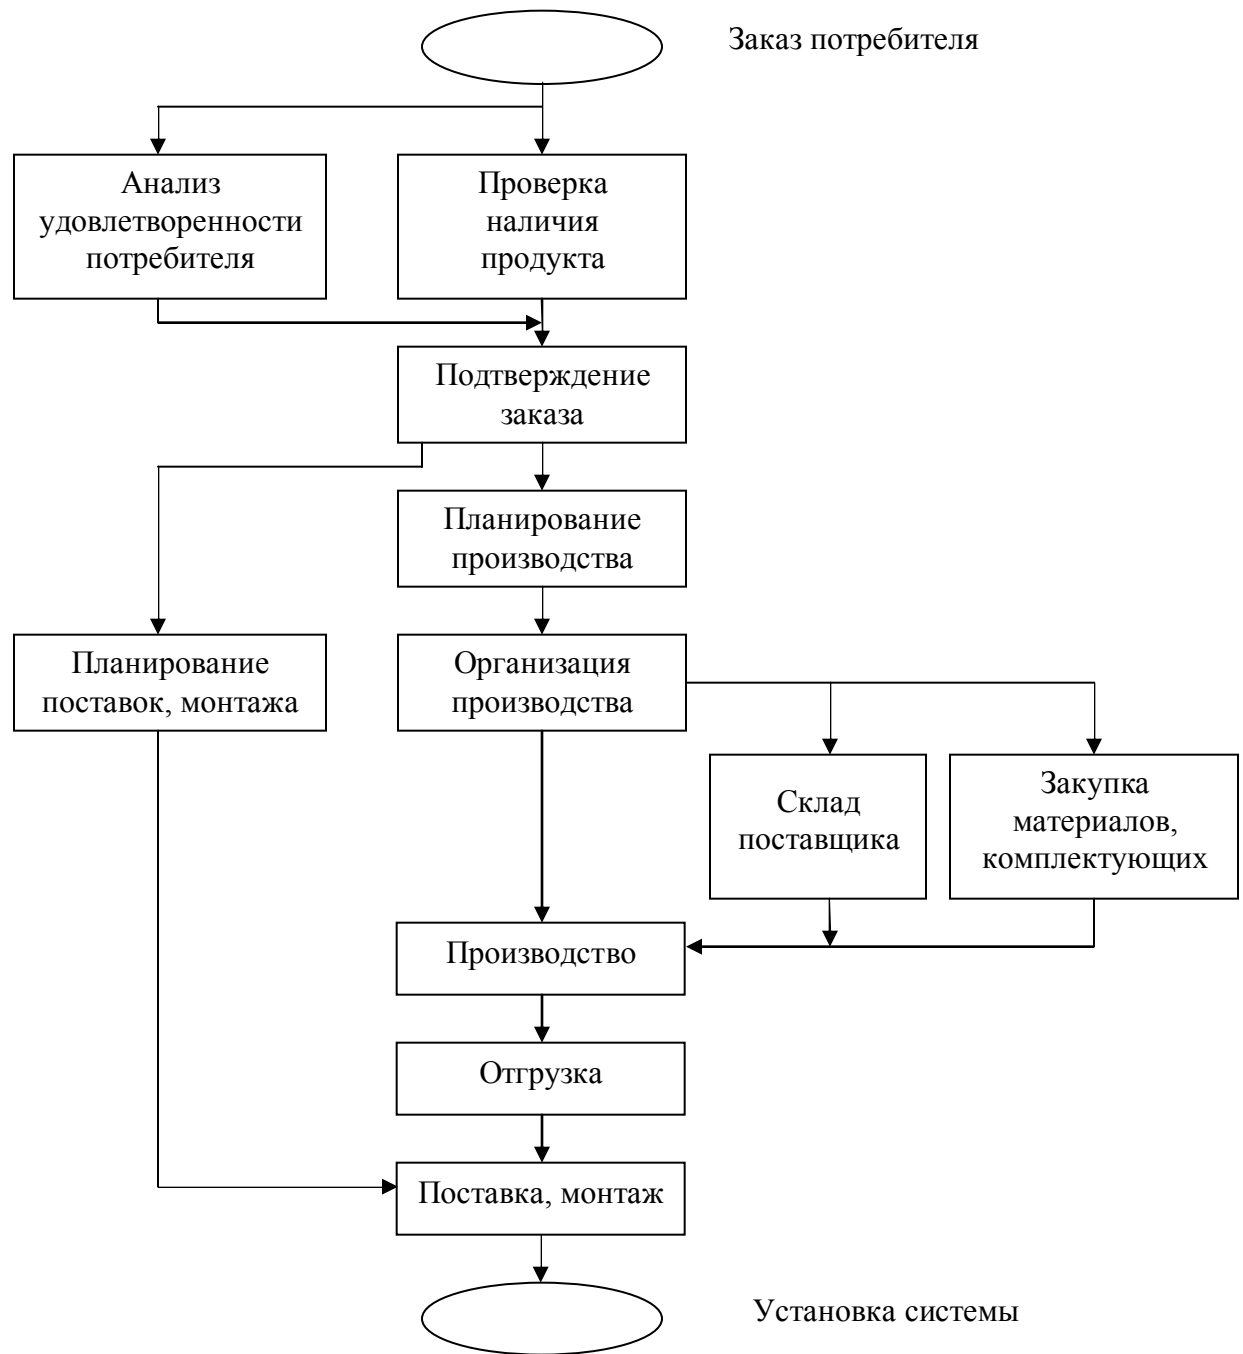 Заказ потребителя
Анализ
удовлетворенности
потребителя
Проверка
наличия
продукта
Подтверждение
заказа
Планирование
производства
Планирование
поставок, монтажа
Организация
производства
Склад
поставщика
Закупка
материалов,
комплектующих
Производство
Отгрузка
Поставка, монтаж
Установка системы